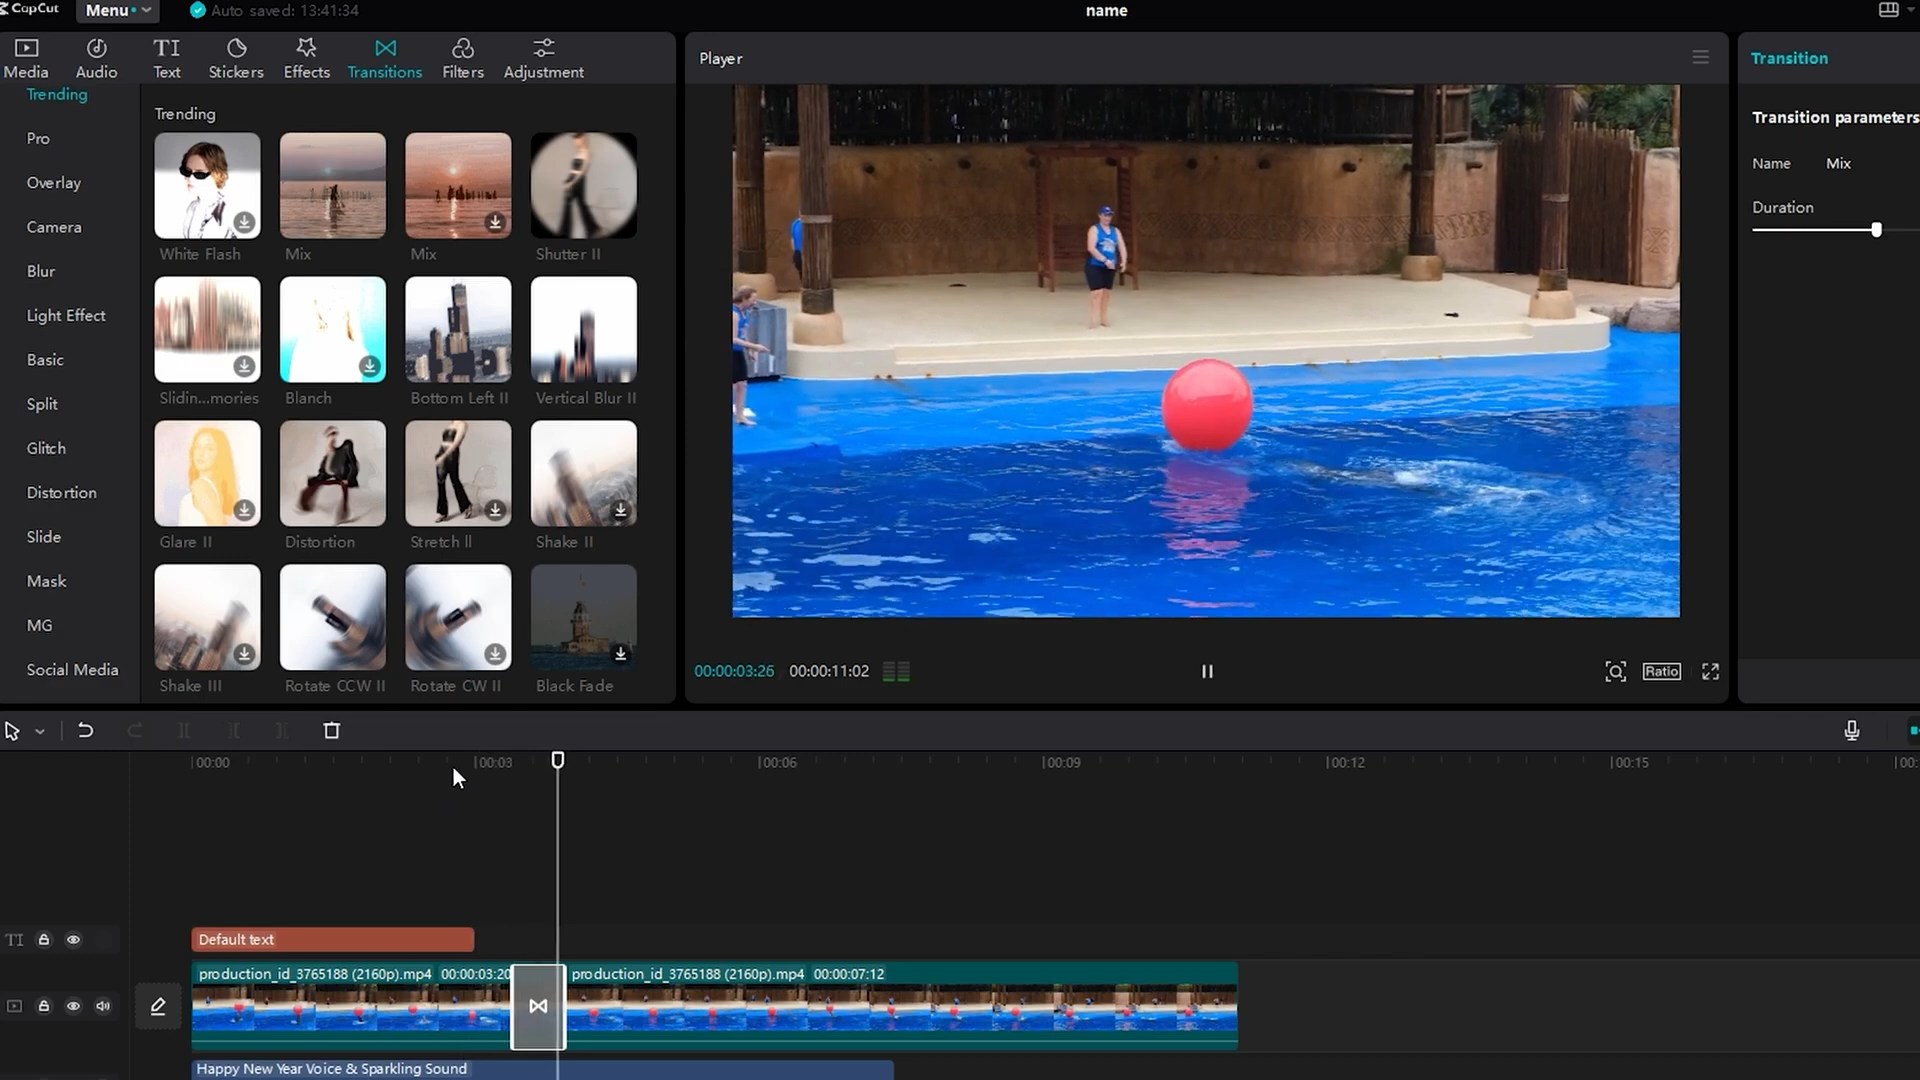 CapCut Menu Auto saved: 13:41:34 name
Media Audio TI Text Stickers Effects Transitions Filters Adjustment
Trending
Pro
Overlay
Camera
Blur
Light Effect
Basic
Split
Glitch
Distortion
Slide
Mask
MG
Social Media
Trending
White Flash Mix Mix Shutter II
Slidin...mories Blanch Bottom Left II Vertical Blur II
Glare II Distortion Stretch ll Shake II
Shake III Rotate CCW II Rotate CW II Black Fade
Player
00:00:03:26 00:00:11:02 Ratio
Transition
Transition parameters
Name Mix
Duration
00:00 00:03 00:06 00:09 00:12 00:15 00:
TI Default text
production_id_3765188 (2160p).mp4 00:00:03:20 production_id_3765188 (2160p).mp4 00:00:07:12
Happy New Year Voice & Sparkling Sound